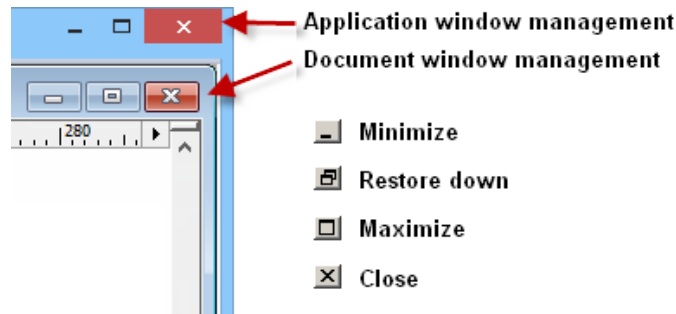 Application window management
Document window management
280
Minimize
Restore down
Maximize
Close